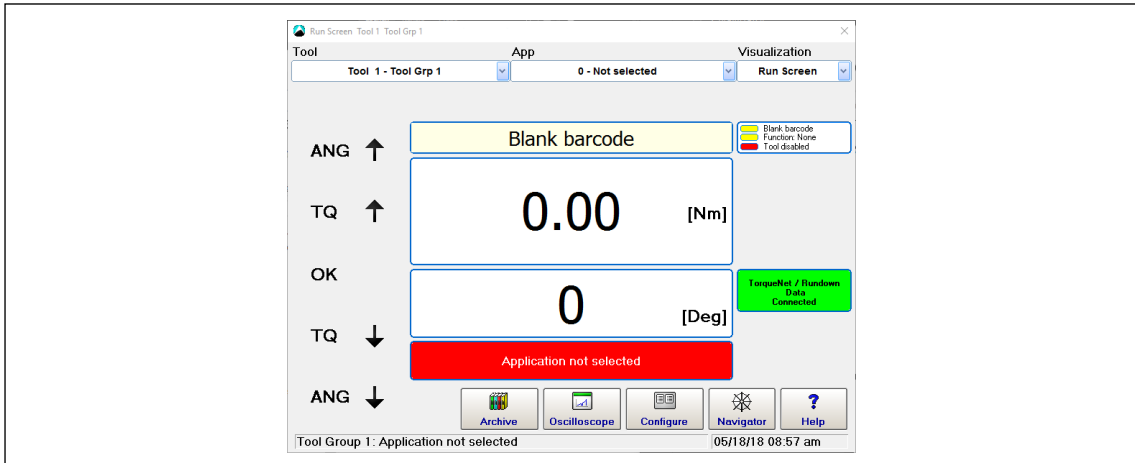 Run Screen Tool 1 Tool Grp 1
Tool App Visualization
Tool 1 - Tool Grp 1 0 - Not selected Run Screen
Blank barcode
Blank barcode
Function: None
Tool disabled
ANG
TQ
0.00 [Nm]
OK
0 [Deg]
TorqueNet / Rundown
Data
Connected
TQ
Application not selected
ANG
Archive Oscilloscope Configure Navigator ? Help
Tool Group 1: Application not selected 05/18/18 08:57 am